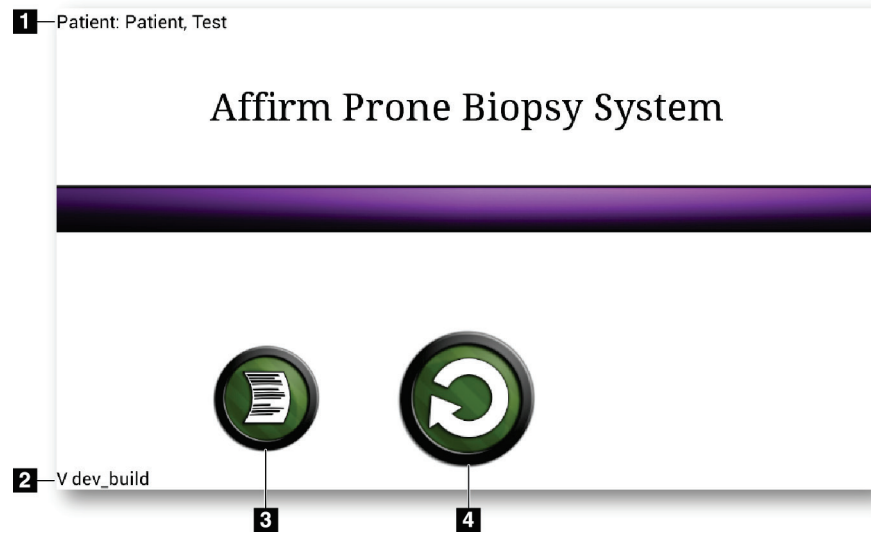 1 Patient: Patient, Test
Affirm Prone Biopsy System
2 V dev_build
3 4